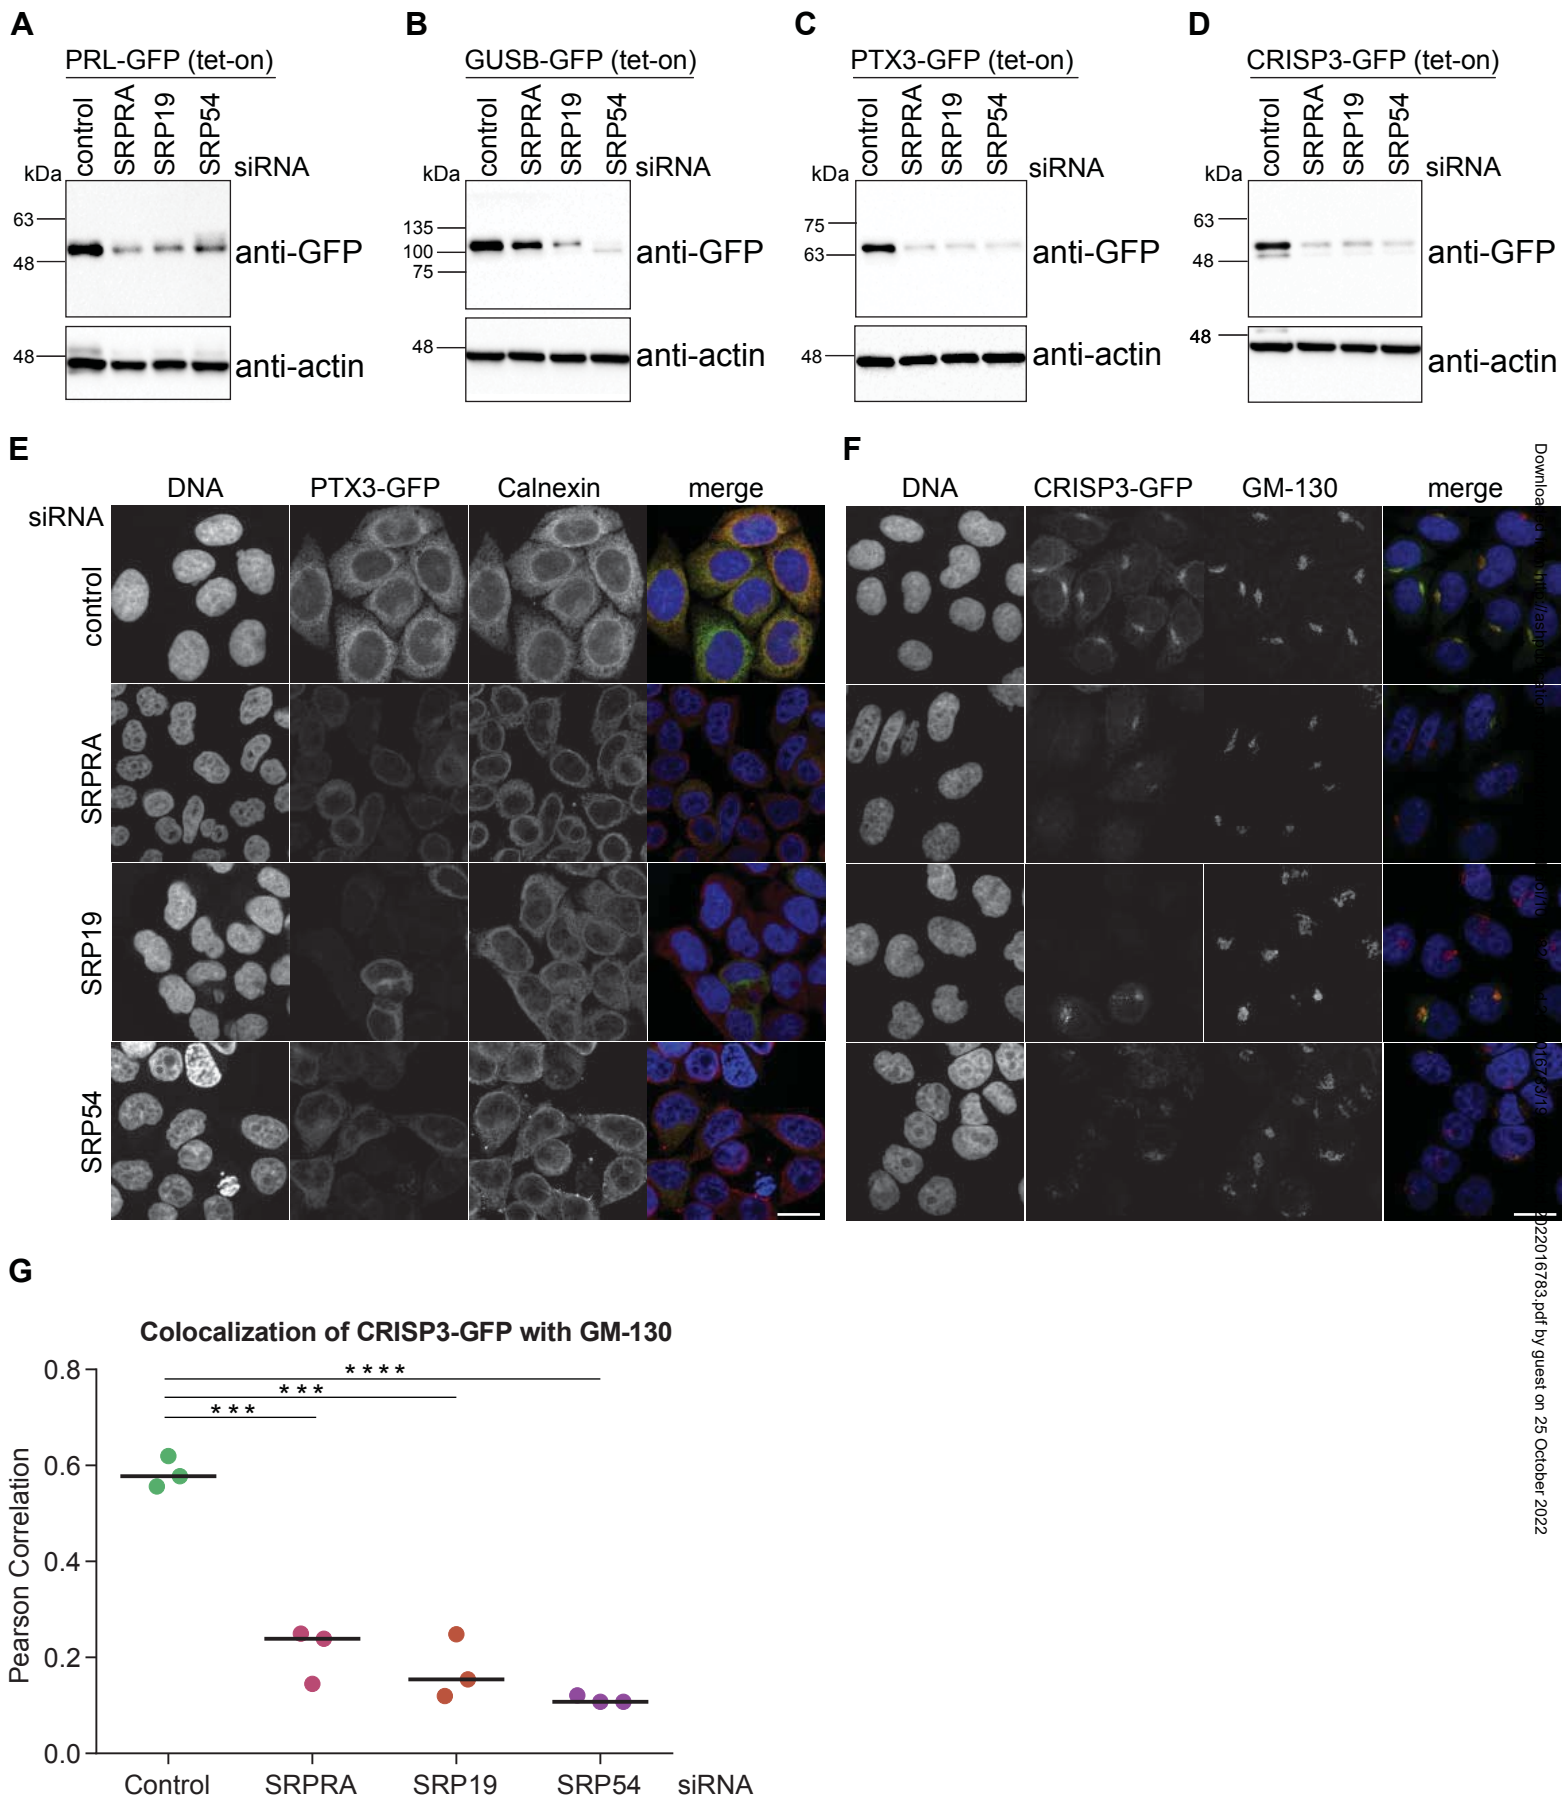 A
PRL-GFP (tet-on)
control
SRPRA
SRP19
SRP54
siRNA
kDa
63
48
anti-GFP
48
anti-actin
B
GUSB-GFP (tet-on)
control
SRPRA
SRP19
SRP54
siRNA
kDa
135
100
75
anti-GFP
48
anti-actin
C
PTX3-GFP (tet-on)
control
SRPRA
SRP19
SRP54
siRNA
kDa
75
63
anti-GFP
48
anti-actin
D
CRISP3-GFP (tet-on)
control
SRPRA
SRP19
SRP54
siRNA
kDa
63
48
anti-GFP
48
anti-actin
E
DNA PTX3-GFP Calnexin merge
siRNA
control
SRPRA
SRP19
SRP54
F
DNA CRISP3-GFP GM-130 merge
G
Colocalization of CRISP3-GFP with GM-130
****
***
***
Pearson Correlation
0.8
0.6
0.4
0.2
0.0
Control SRPRA SRP19 SRP54 siRNA
022016783.pdf by guest on 25 October 2022